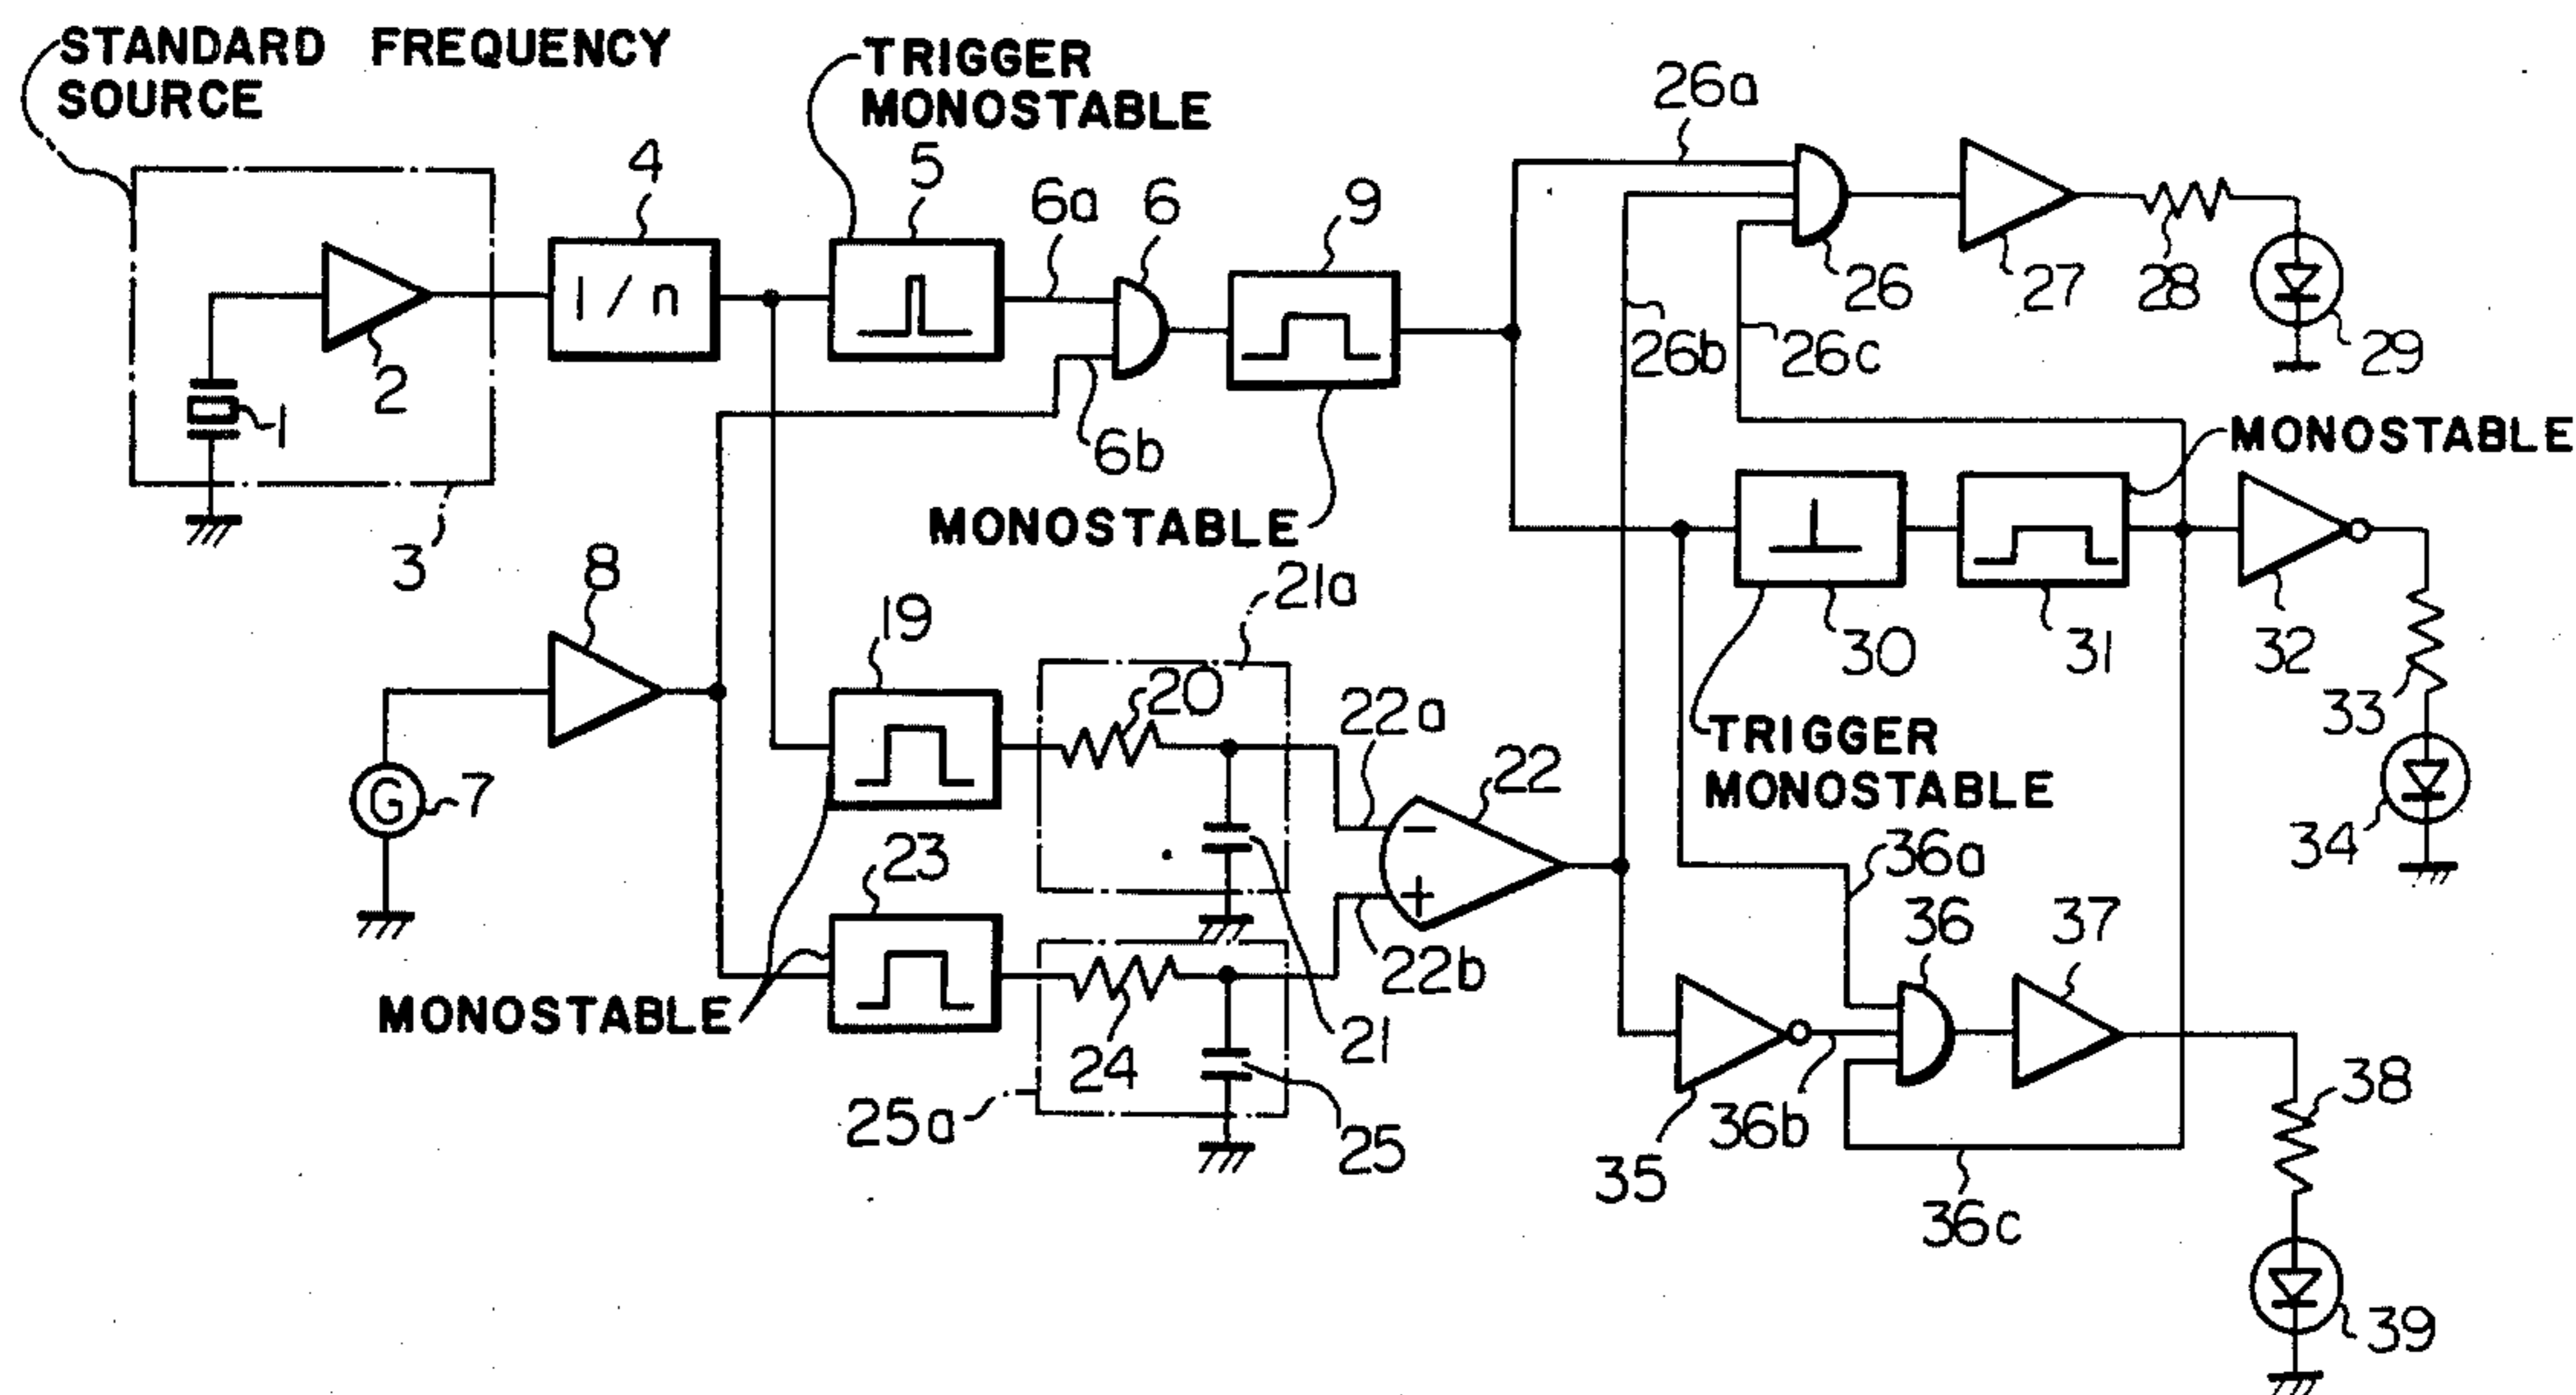 STANDARD FREQUENCY
SOURCE
TRIGGER
MONOSTABLE
26a
4
5
6a
6
9
1/n
2
1
3
6b
26
27
28
29
26b
26c
MONOSTABLE
MONOSTABLE
8
21a
30
31
32
33
34
19
20
22a
22
TRIGGER
MONOSTABLE
G
7
23
−
+
36a
36
37
22b
MONOSTABLE
24
21
25a
25
35
36b
38
36c
39